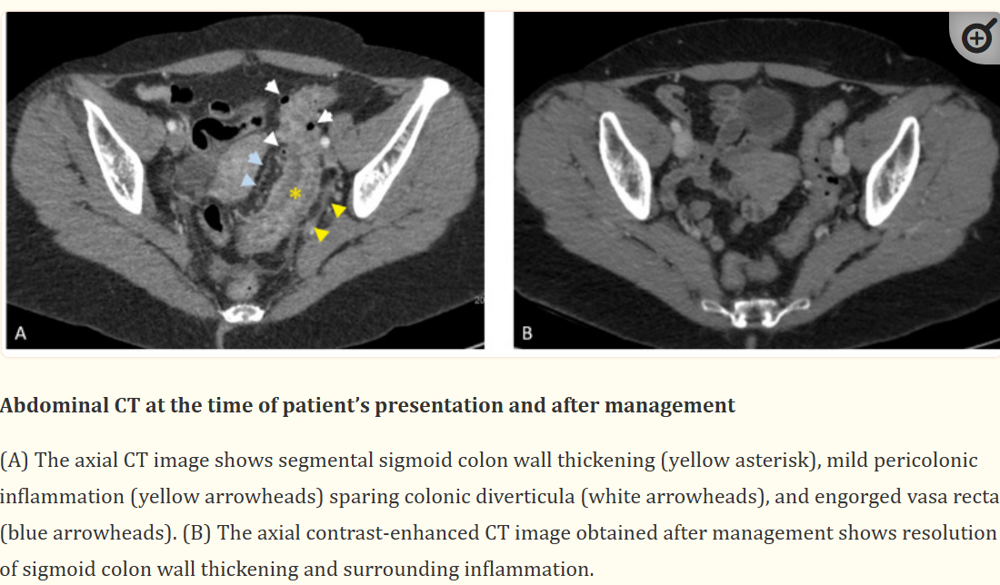 20
A
B
Abdominal CT at the time of patient’s presentation and after management
(A) The axial CT image shows segmental sigmoid colon wall thickening (yellow asterisk), mild pericolonic
inflammation (yellow arrowheads) sparing colonic diverticula (white arrowheads), and engorged vasa recta
(blue arrowheads). (B) The axial contrast-enhanced CT image obtained after management shows resolution
of sigmoid colon wall thickening and surrounding inflammation.